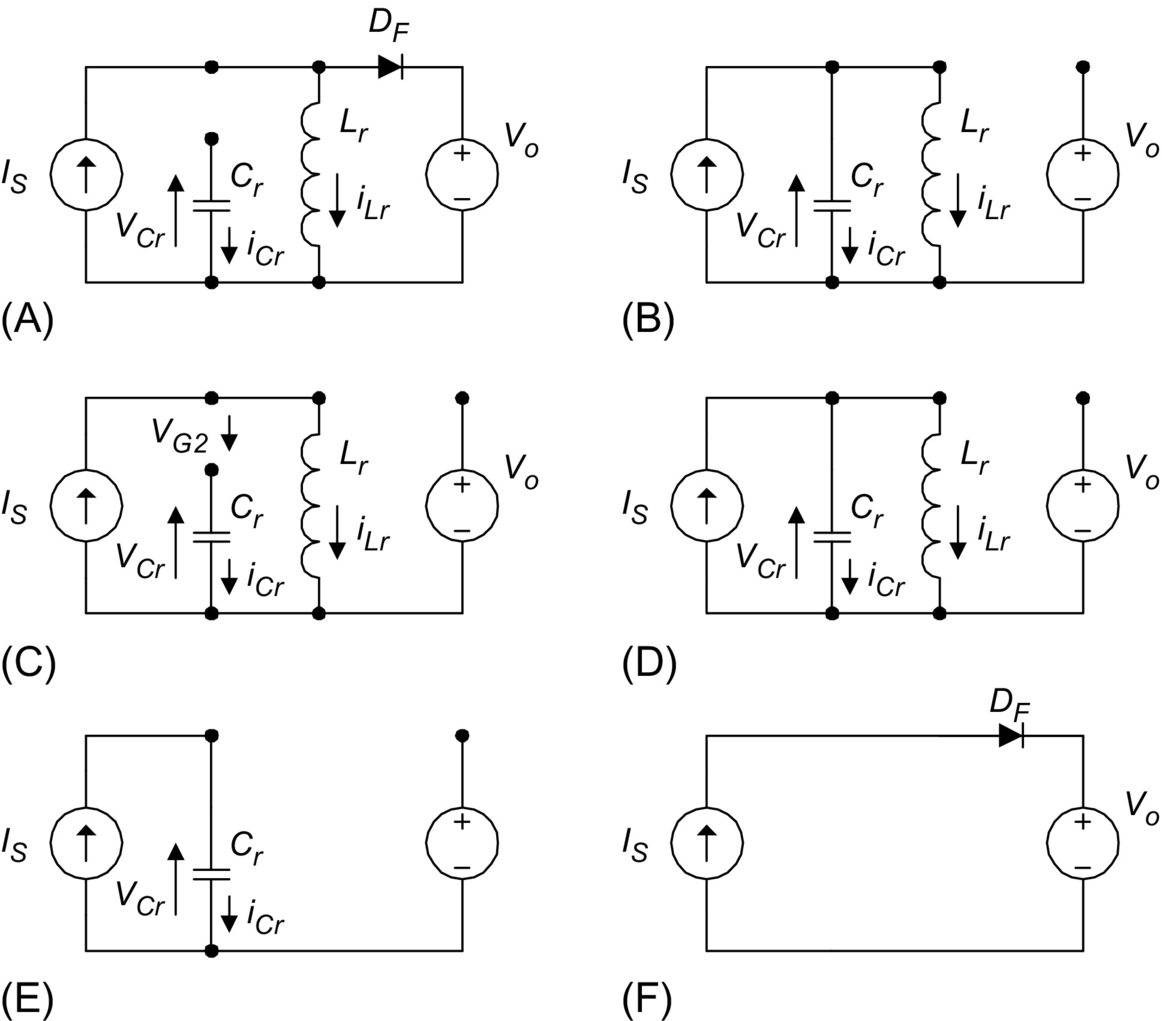 D_F
I_S V_Cr C_r i_Cr L_r i_Lr + − V_o
(A)
I_S V_Cr C_r i_Cr L_r i_Lr + − V_o
(B)
V_G2
I_S V_Cr C_r i_Cr L_r i_Lr + − V_o
(C)
I_S V_Cr C_r i_Cr L_r i_Lr + − V_o
(D)
I_S V_Cr C_r i_Cr + −
(E)
D_F
I_S + − V_o
(F)